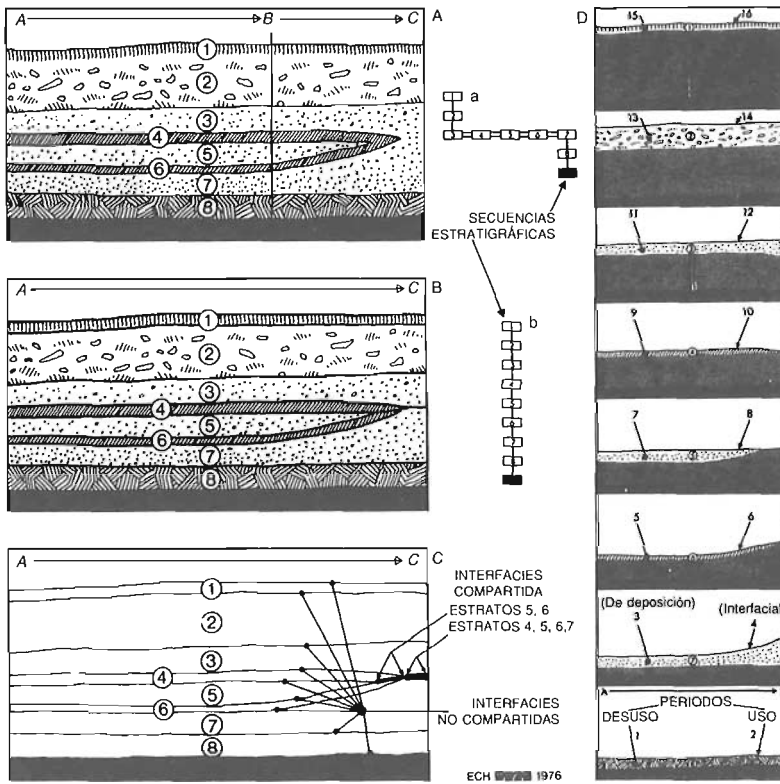 A B C
①
②
③
④
⑤
⑥
⑦
⑧
A
a
SECUENCIAS
ESTRATIGRÁFICAS
A C
①
②
③
④
⑤
⑥
⑦
⑧
B
b
A C
①
②
③
④
⑤
⑥
⑦
⑧
C
INTERFACIES
COMPARTIDA
ESTRATOS 5, 6
ESTRATOS 4, 5, 6,7
INTERFACIES
NO COMPARTIDAS
ECH 1976
D
15 16
13 14
11 12
9 10
7 8
5 6
(De deposición) (Interfacial)
3 4
A
PERIODOS
DESUSO USO
1 2